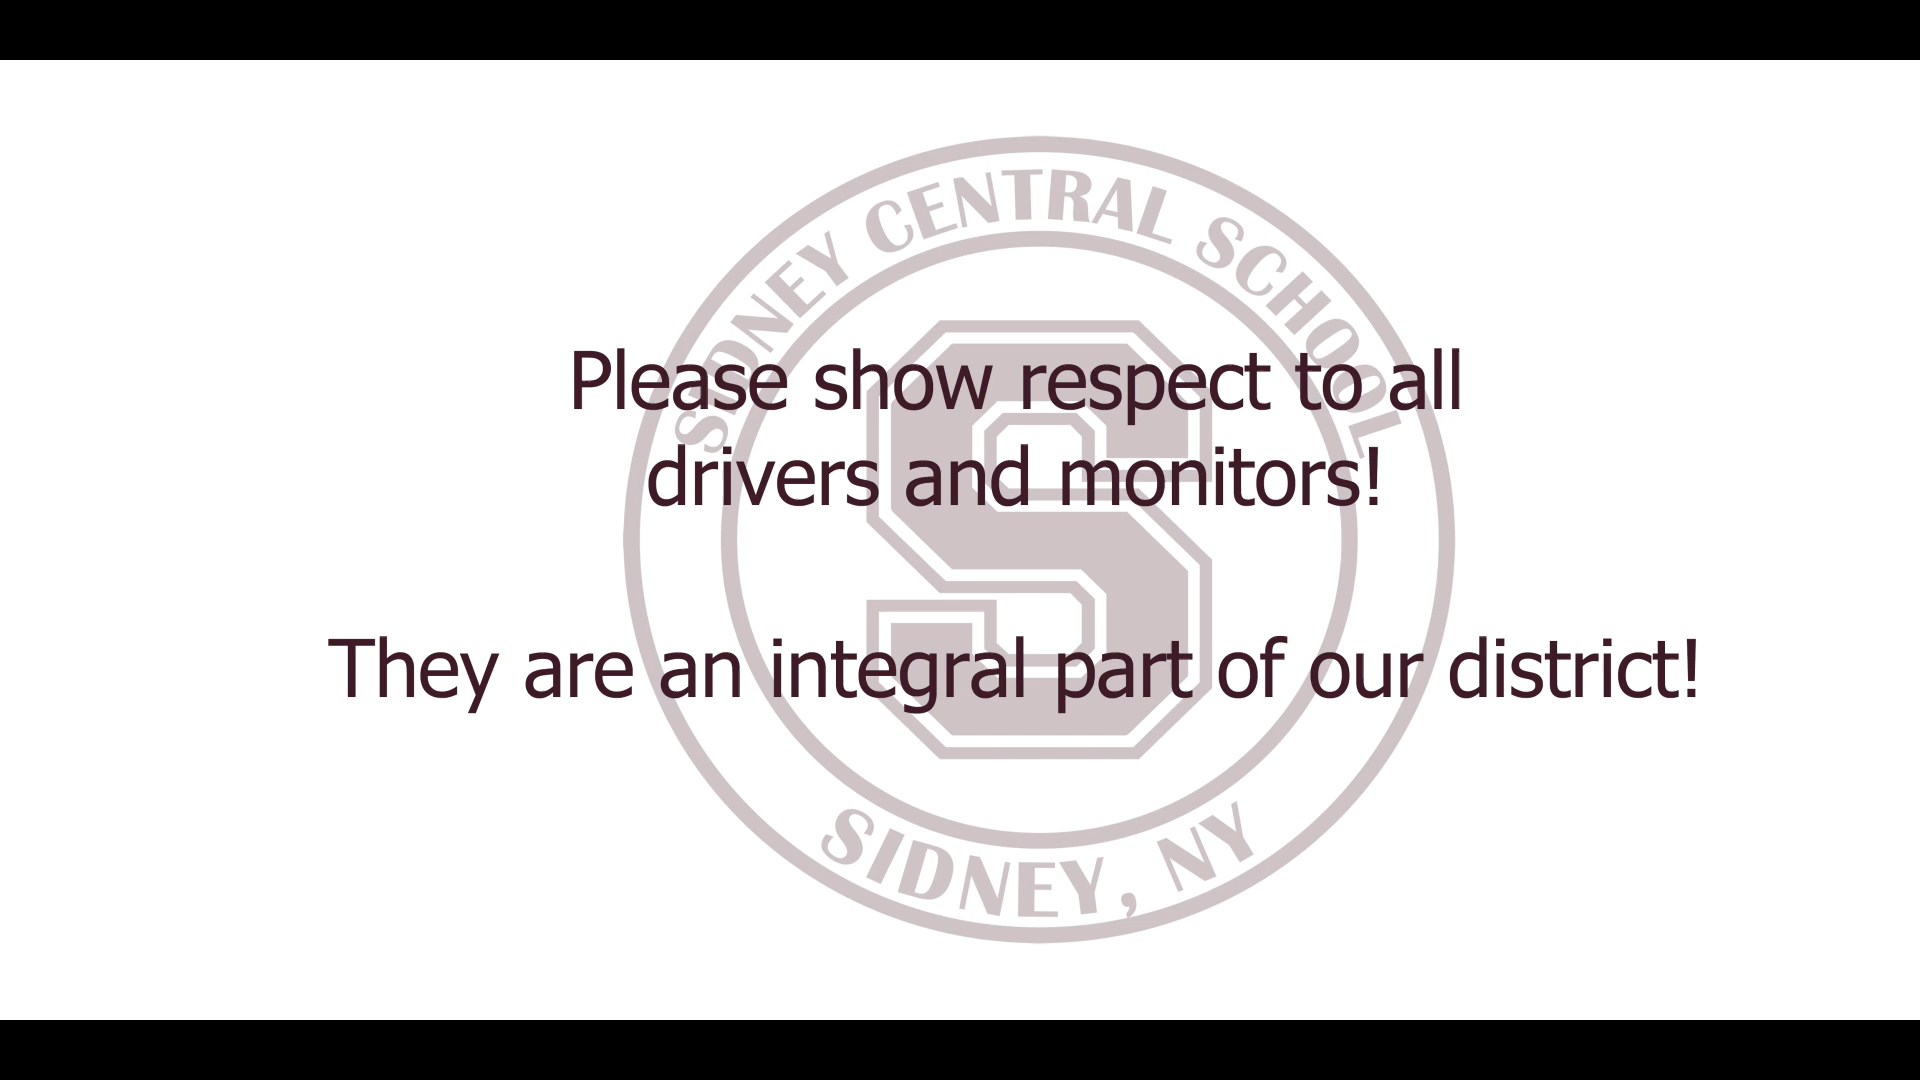 SIDNEY CENTRAL SCHOOL
Please show respect to all
drivers and monitors!
They are an integral part of our district!
S
SIDNEY, NY